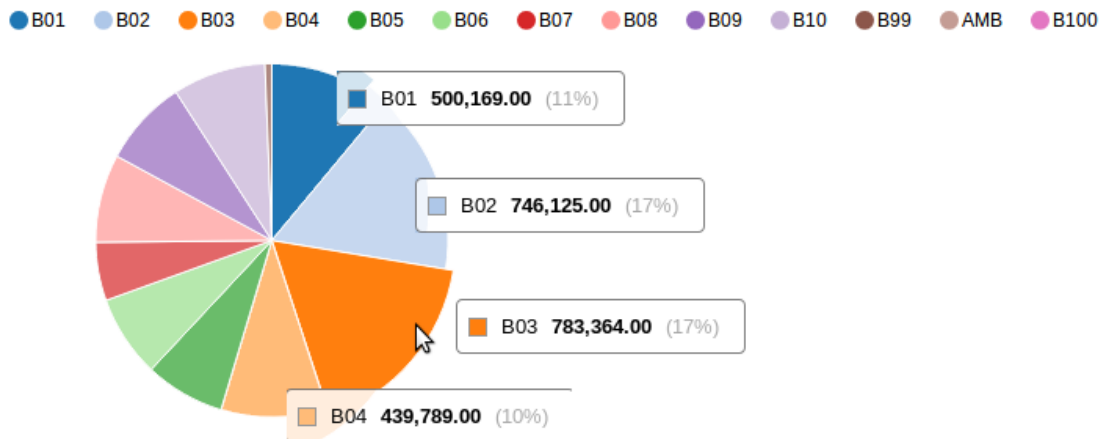 B01 B02 B03 B04 B05 B06 B07 B08 B09 B10 B99 AMB B100
B01 500,169.00 (11%)
B02 746,125.00 (17%)
B03 783,364.00 (17%)
B04 439,789.00 (10%)